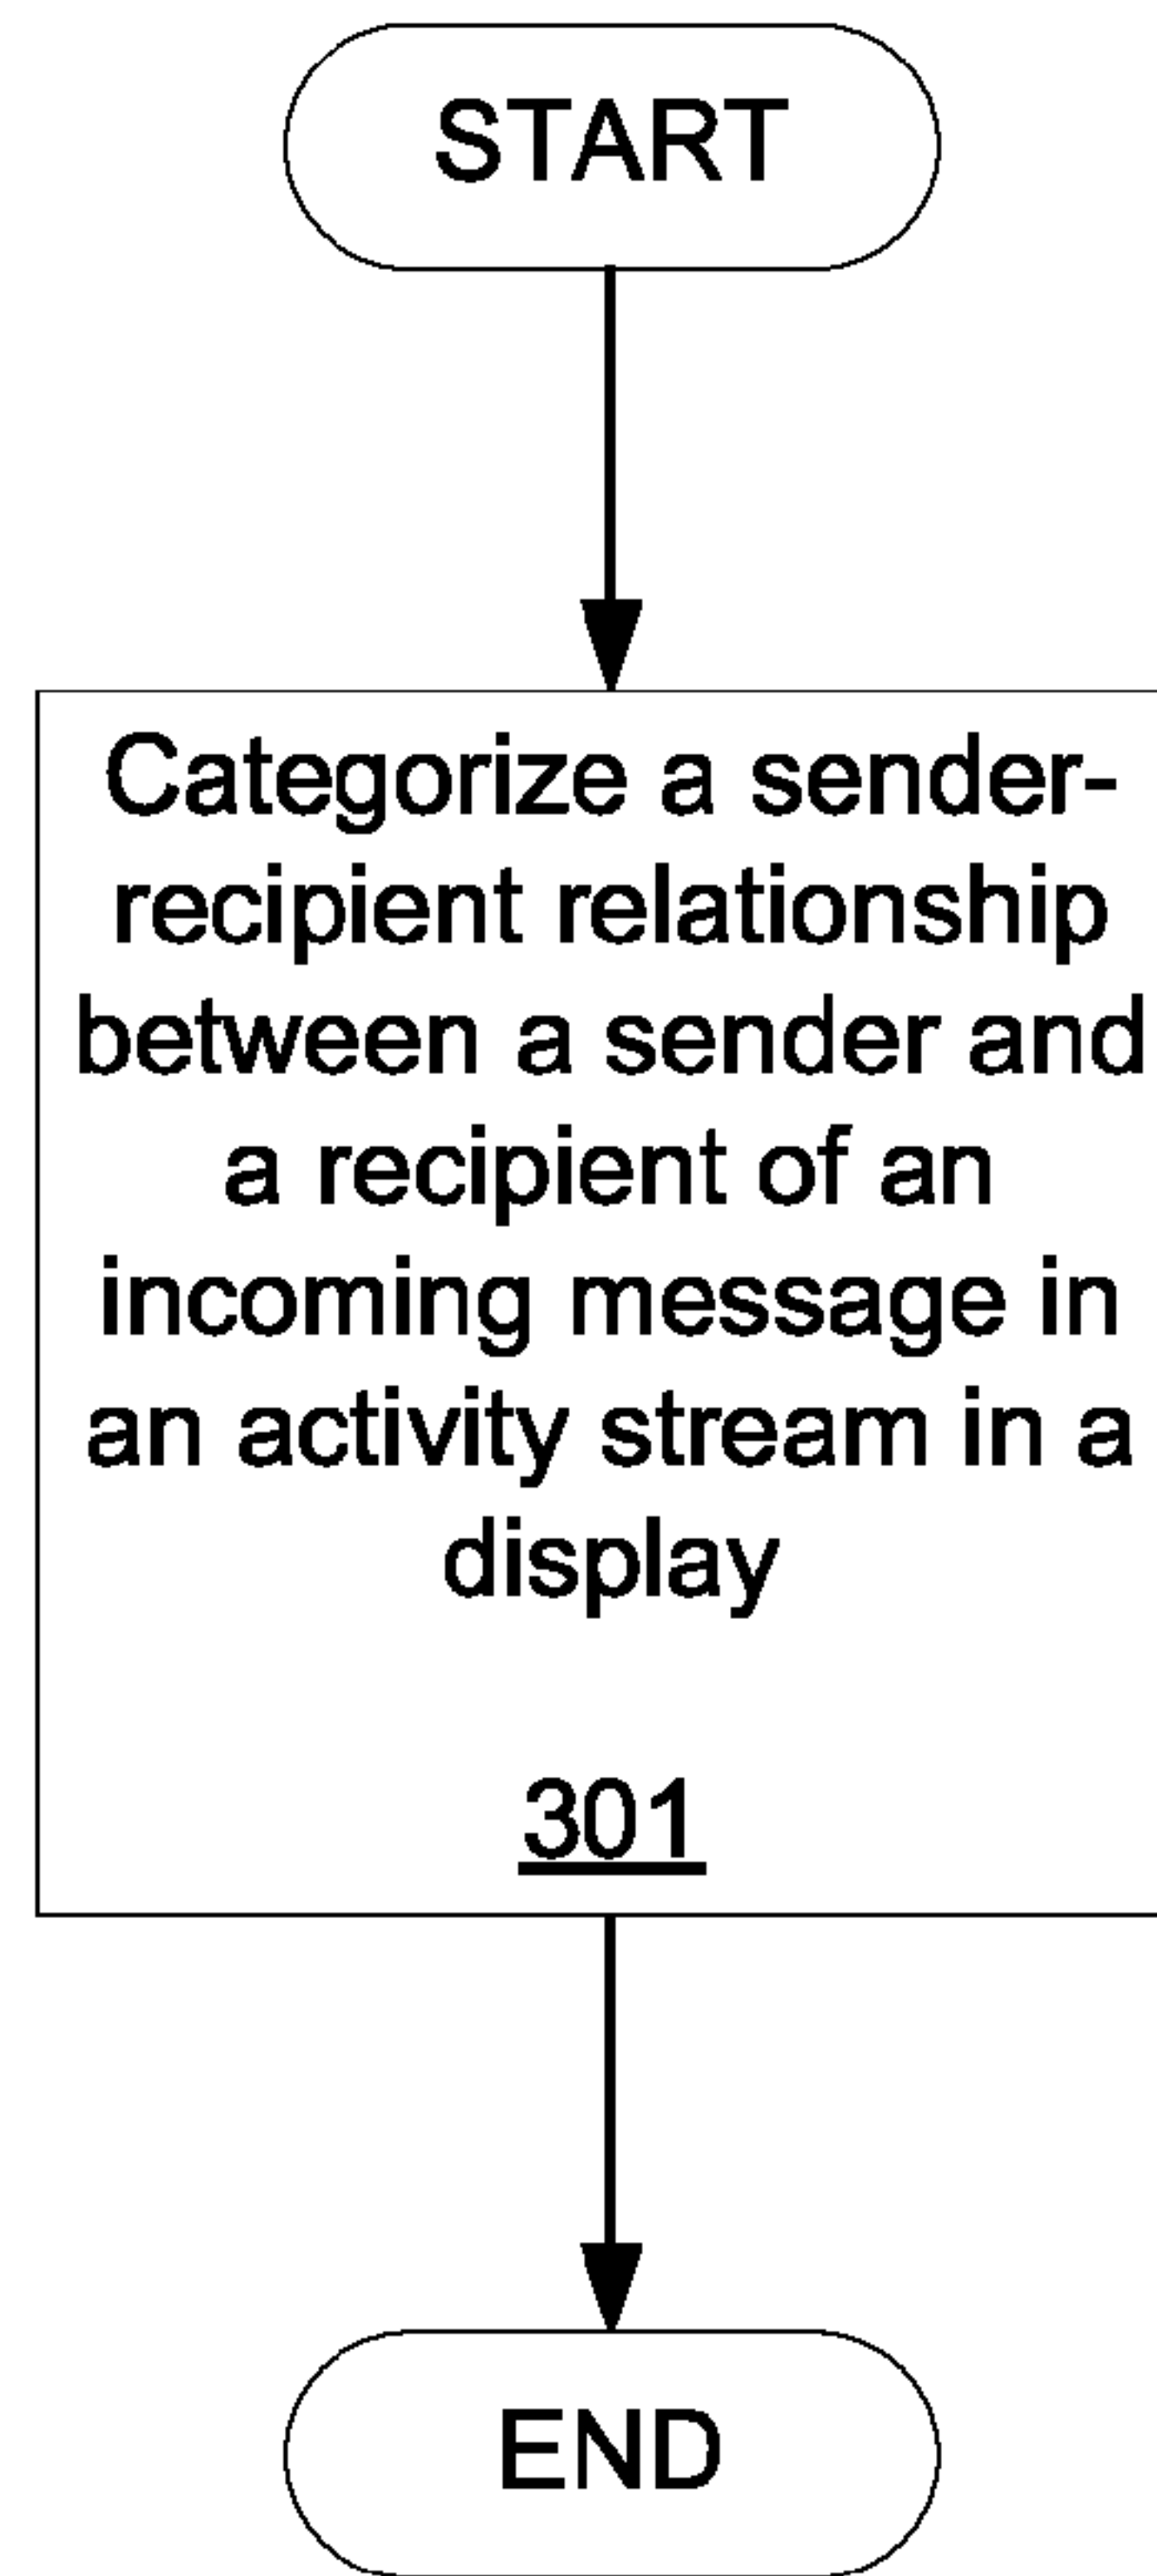 START
Categorize a sender-
recipient relationship
between a sender and
a recipient of an
incoming message in
an activity stream in a
display
301
END